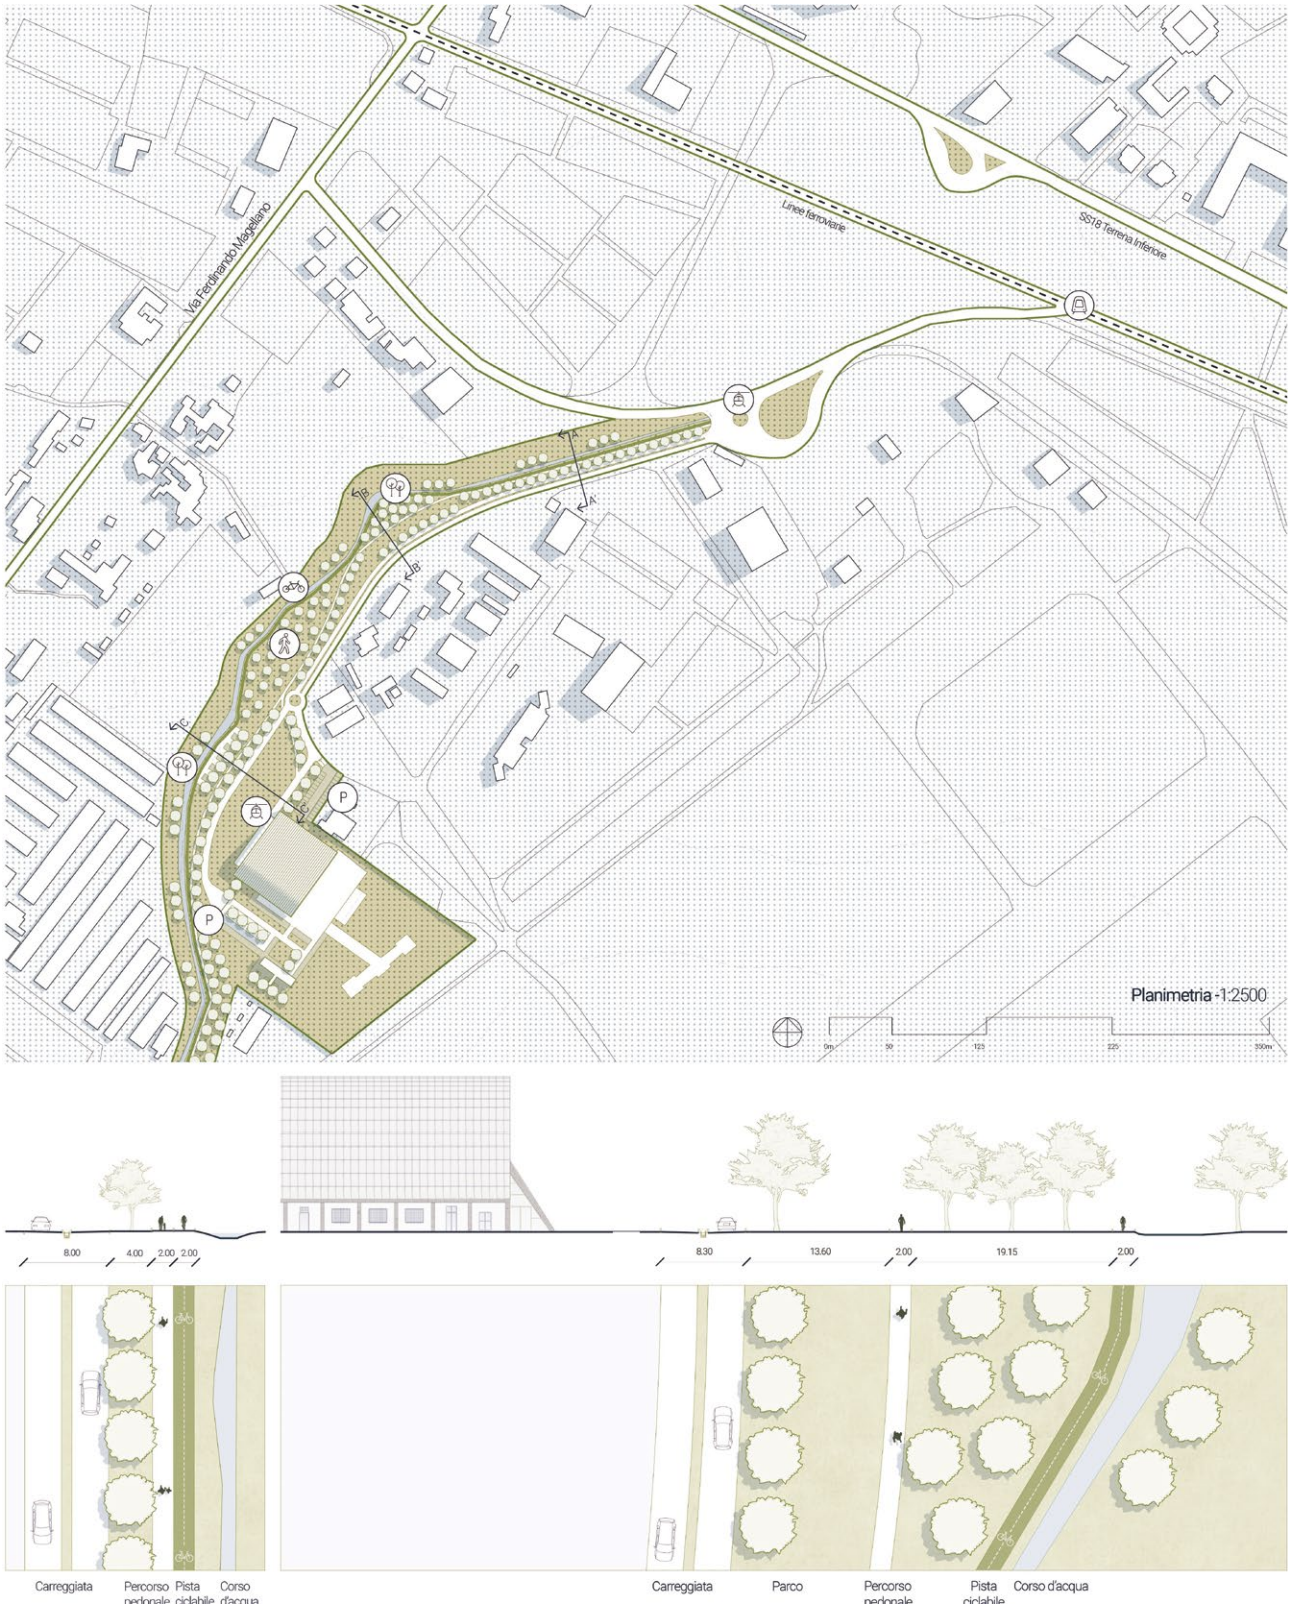 Via Ferdinando Magellano
Linee ferroviarie
SS18 Tirrena Inferiore
A
A'
B
B'
C
C'
P
P
Planimetria -1:2500
0m 50 125 225 350m
8.00 4.00 2.00 2.00
8.30 13.60 2.00 19.15 2.00
Carreggiata
Percorso
pedonale
Pista
ciclabile
Corso
d'acqua
Carreggiata
Parco
Percorso
pedonale
Pista
ciclabile
Corso d'acqua